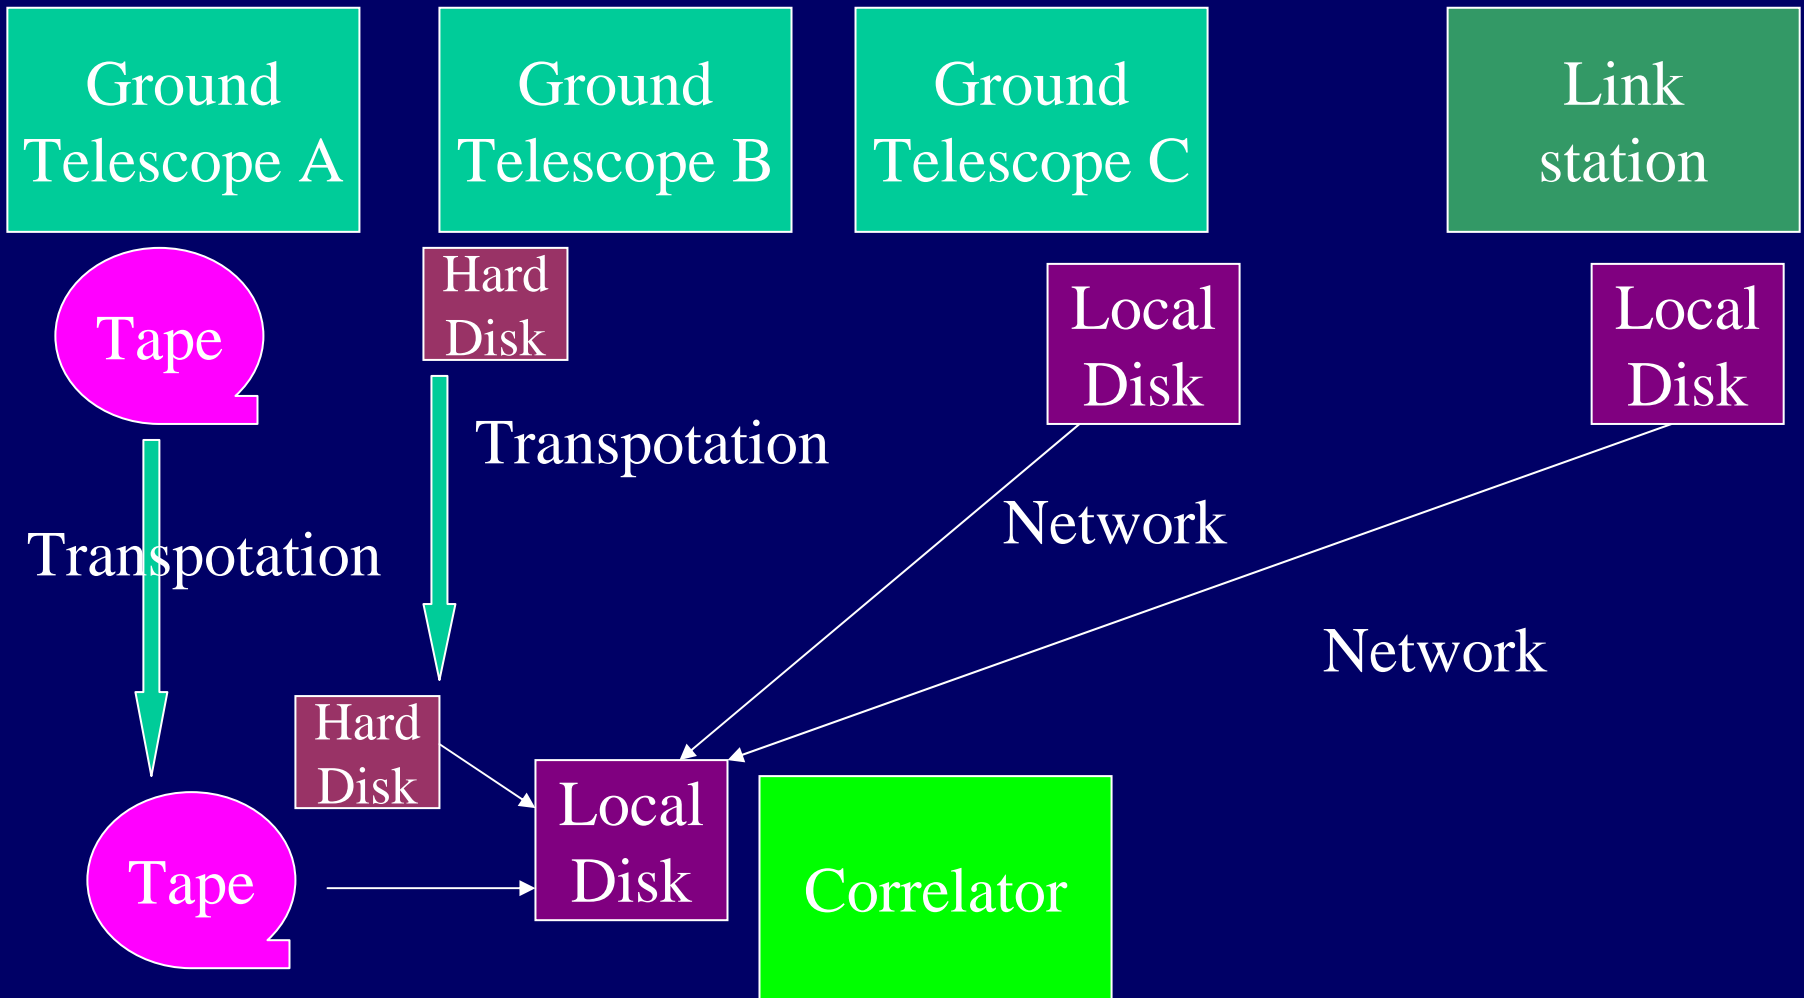 Ground
Telescope A
Ground
Telescope B
Ground
Telescope C
Link
station
Tape
Hard
Disk
Local
Disk
Local
Disk
Transpotation
Network
Transpotation
Network
Hard
Disk
Local
Disk
Tape
Correlator